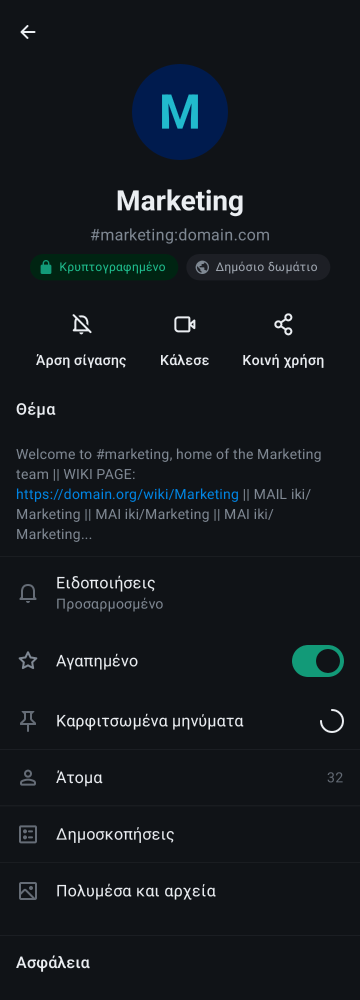 M
Marketing
#marketing:domain.com
Κρυπτογραφημένο
Δημόσιο δωμάτιο
Άρση σίγασης
Κάλεσε
Κοινή χρήση
Θέμα
Welcome to #marketing, home of the Marketing
team || WIKI PAGE:
https://domain.org/wiki/Marketing || MAIL iki/
Marketing || MAI iki/Marketing || MAI iki/
Marketing...
Ειδοποιήσεις
Προσαρμοσμένο
Αγαπημένο
Καρφιτσωμένα μηνύματα
Άτομα 32
Δημοσκοπήσεις
Πολυμέσα και αρχεία
Ασφάλεια